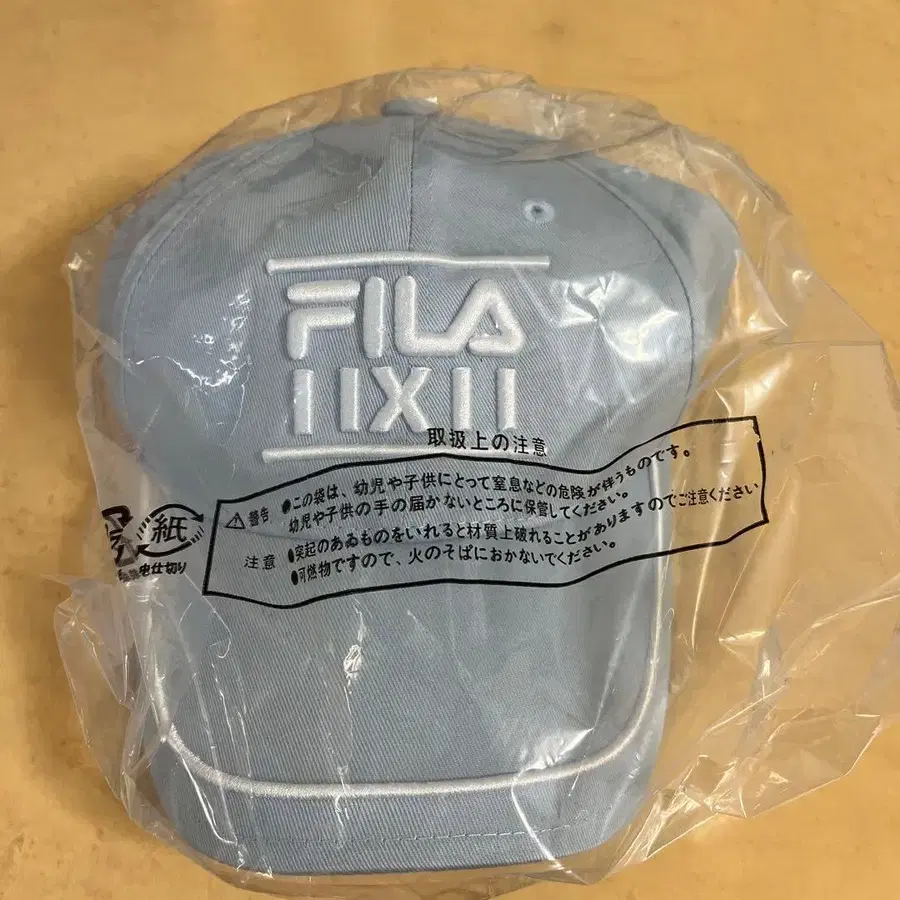 FILA
IIXII
取扱上の注意
⚠警告 ●この袋は、幼児や子供にとって窒息などの危険が伴うものです。
幼児や子供の手の届かないところに保管してください。
注意 ●突起のあゐものをいれると材質上破れることがありますのでご注意ください
●可燃物ですので、火のそばにおかないでください。
紙
中仕切り